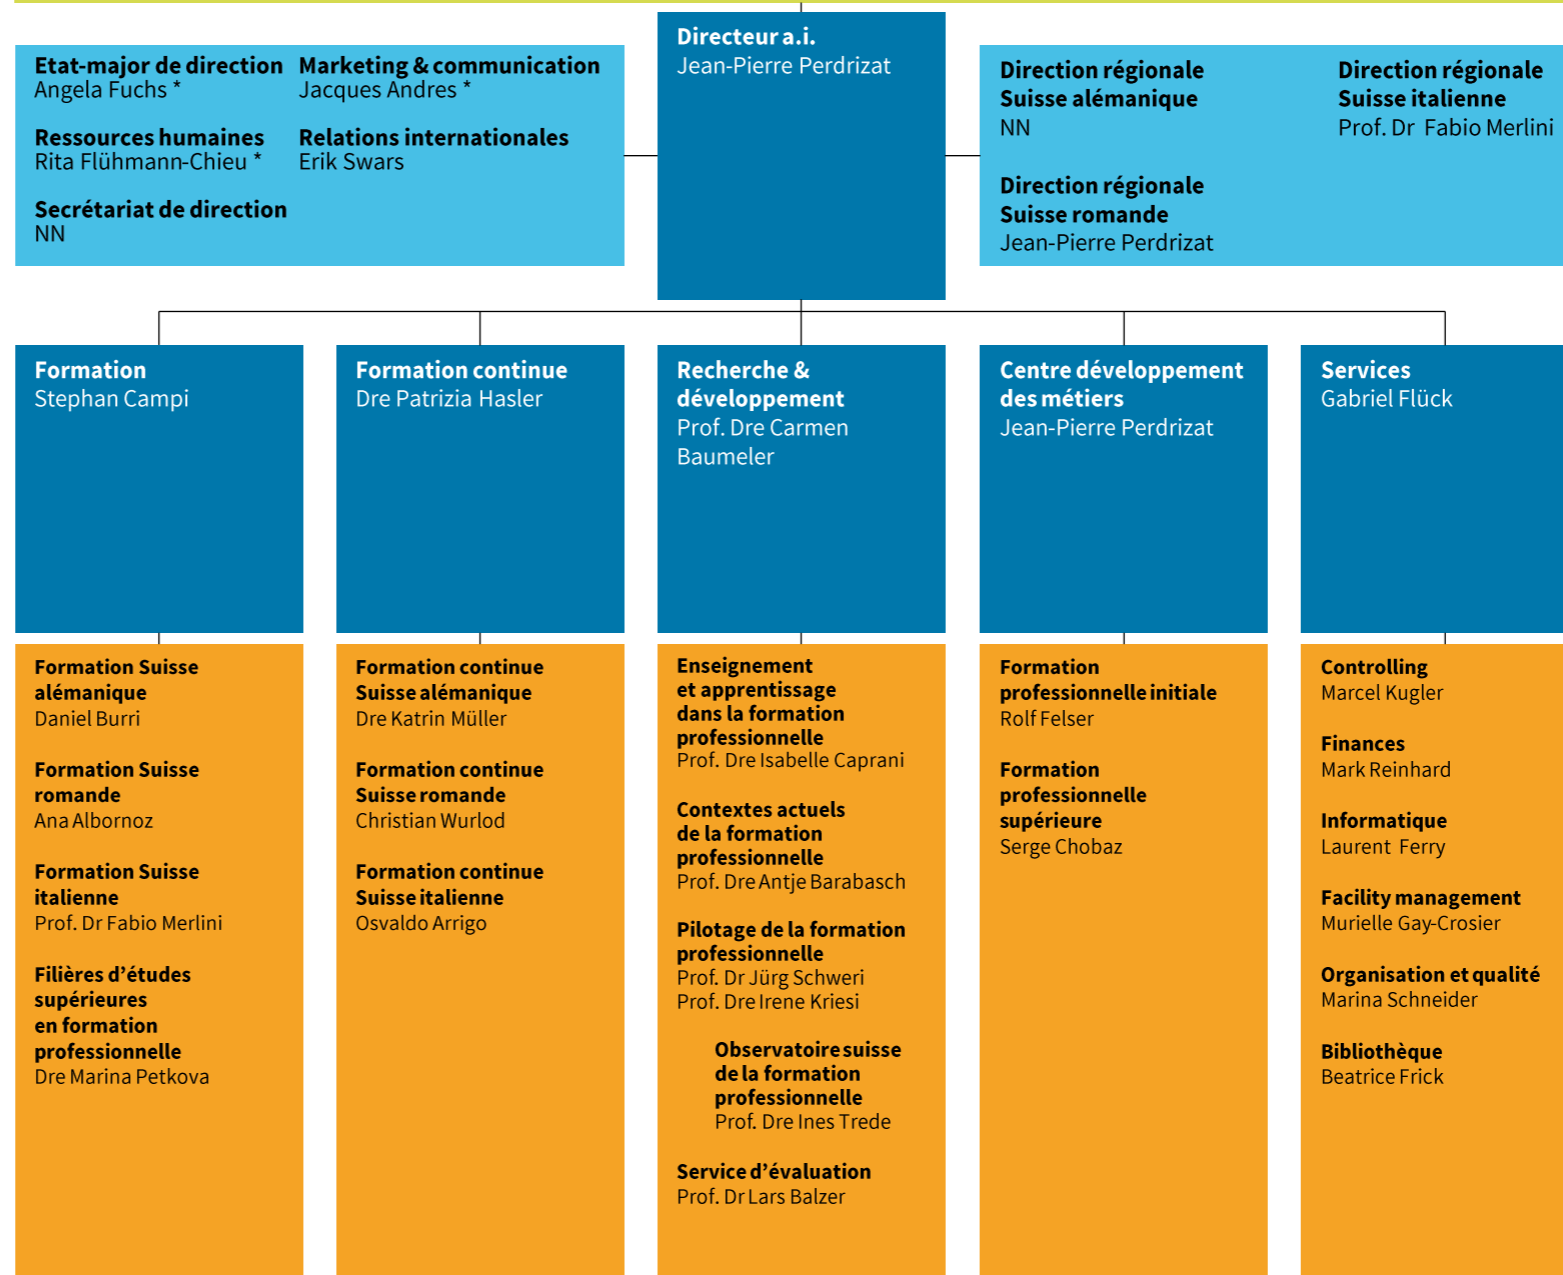 Directeur a.i.
Jean-Pierre Perdrizat
Etat-major de direction
Angela Fuchs *
Ressources humaines
Rita Flühmann-Chieu *
Secrétariat de direction
NN
Marketing & communication
Jacques Andres *
Relations internationales
Erik Swars
Direction régionale
Suisse alémanique
NN
Direction régionale
Suisse romande
Jean-Pierre Perdrizat
Direction régionale
Suisse italienne
Prof. Dr Fabio Merlini
Formation
Stephan Campi
Formation continue
Dre Patrizia Hasler
Recherche &
développement
Prof. Dre Carmen
Baumeler
Centre développement
des métiers
Jean-Pierre Perdrizat
Services
Gabriel Flück
Formation Suisse
alémanique
Daniel Burri
Formation Suisse
romande
Ana Albornoz
Formation Suisse
italienne
Prof. Dr Fabio Merlini
Filières d’études
supérieures
en formation
professionnelle
Dre Marina Petkova
Formation continue
Suisse alémanique
Dre Katrin Müller
Formation continue
Suisse romande
Christian Wurlod
Formation continue
Suisse italienne
Osvaldo Arrigo
Enseignement
et apprentissage
dans la formation
professionnelle
Prof. Dre Isabelle Caprani
Contextes actuels
de la formation
professionnelle
Prof. Dre Antje Barabasch
Pilotage de la formation
professionnelle
Prof. Dr Jürg Schweri
Prof. Dre Irene Kriesi
Observatoire suisse
de la formation
professionnelle
Prof. Dre Ines Trede
Service d’évaluation
Prof. Dr Lars Balzer
Formation
professionnelle initiale
Rolf Felser
Formation
professionnelle
supérieure
Serge Chobaz
Controlling
Marcel Kugler
Finances
Mark Reinhard
Informatique
Laurent Ferry
Facility management
Murielle Gay-Crosier
Organisation et qualité
Marina Schneider
Bibliothèque
Beatrice Frick